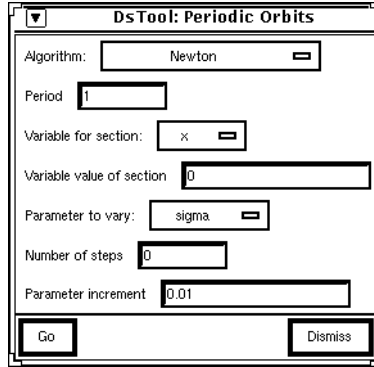 DsTool: Periodic Orbits
Algorithm: Newton
Period 1
Variable for section: x
Variable value of section 0
Parameter to vary: sigma
Number of steps 0
Parameter increment 0.01
Go Dismiss